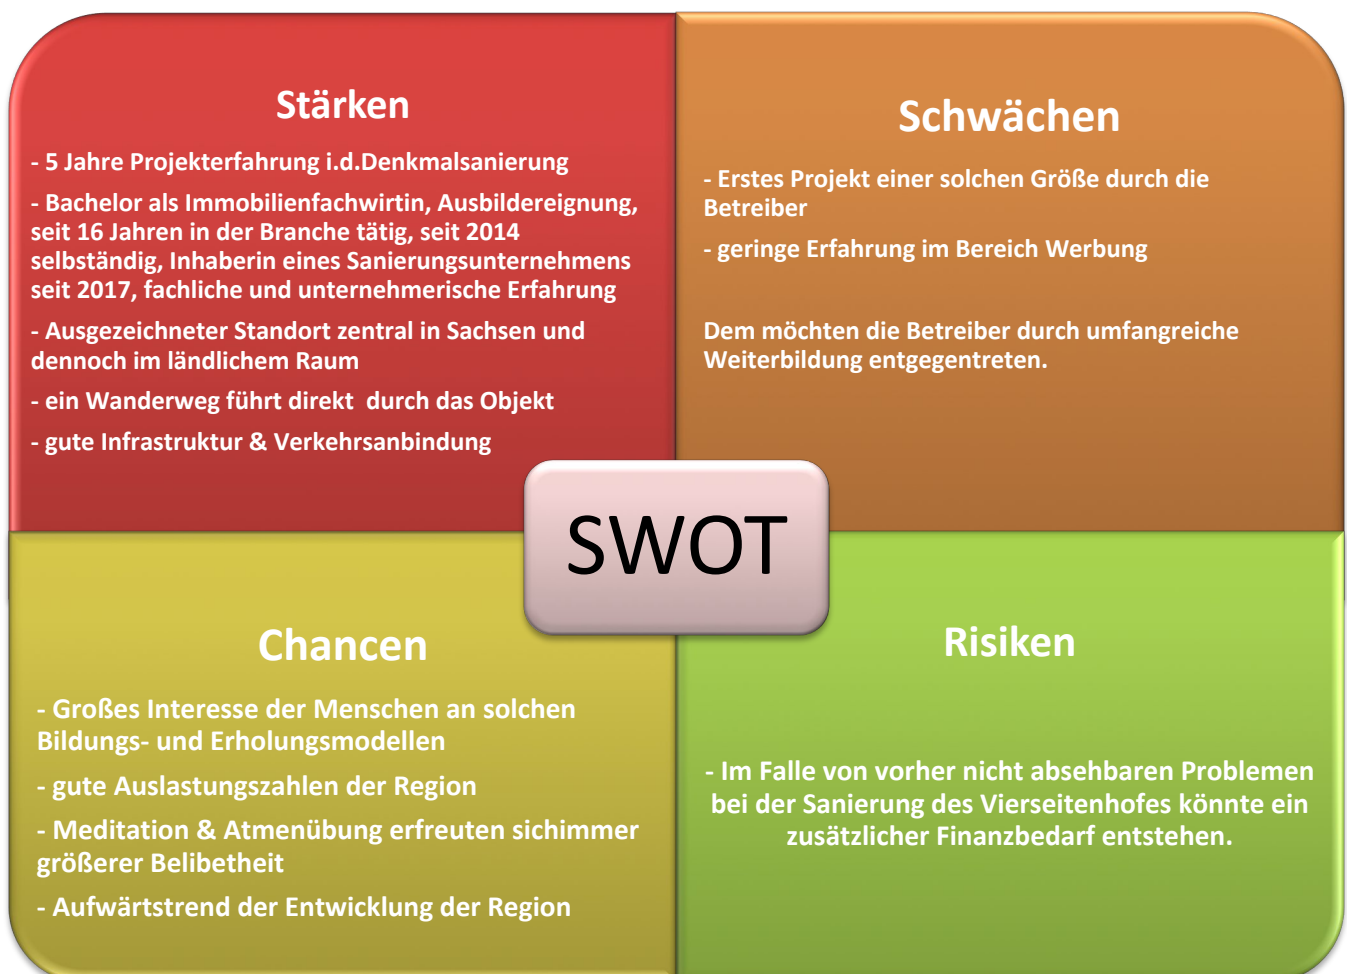 Stärken
- 5 Jahre Projekterfahrung i.d.Denkmalsanierung
- Bachelor als Immobilienfachwirtin, Ausbildereignung,
seit 16 Jahren in der Branche tätig, seit 2014
selbständig, Inhaberin eines Sanierungsunternehmens
seit 2017, fachliche und unternehmerische Erfahrung
- Ausgezeichneter Standort zentral in Sachsen und
dennoch im ländlichem Raum
- ein Wanderweg führt direkt durch das Objekt
- gute Infrastruktur & Verkehrsanbindung
Schwächen
- Erstes Projekt einer solchen Größe durch die
Betreiber
- geringe Erfahrung im Bereich Werbung
Dem möchten die Betreiber durch umfangreiche
Weiterbildung entgegentreten.
SWOT
Chancen
- Großes Interesse der Menschen an solchen
Bildungs- und Erholungsmodellen
- gute Auslastungszahlen der Region
- Meditation & Atmenübung erfreuten sichimmer
größerer Belibetheit
- Aufwärtstrend der Entwicklung der Region
Risiken
- Im Falle von vorher nicht absehbaren Problemen
bei der Sanierung des Vierseitenhofes könnte ein
zusätzlicher Finanzbedarf entstehen.